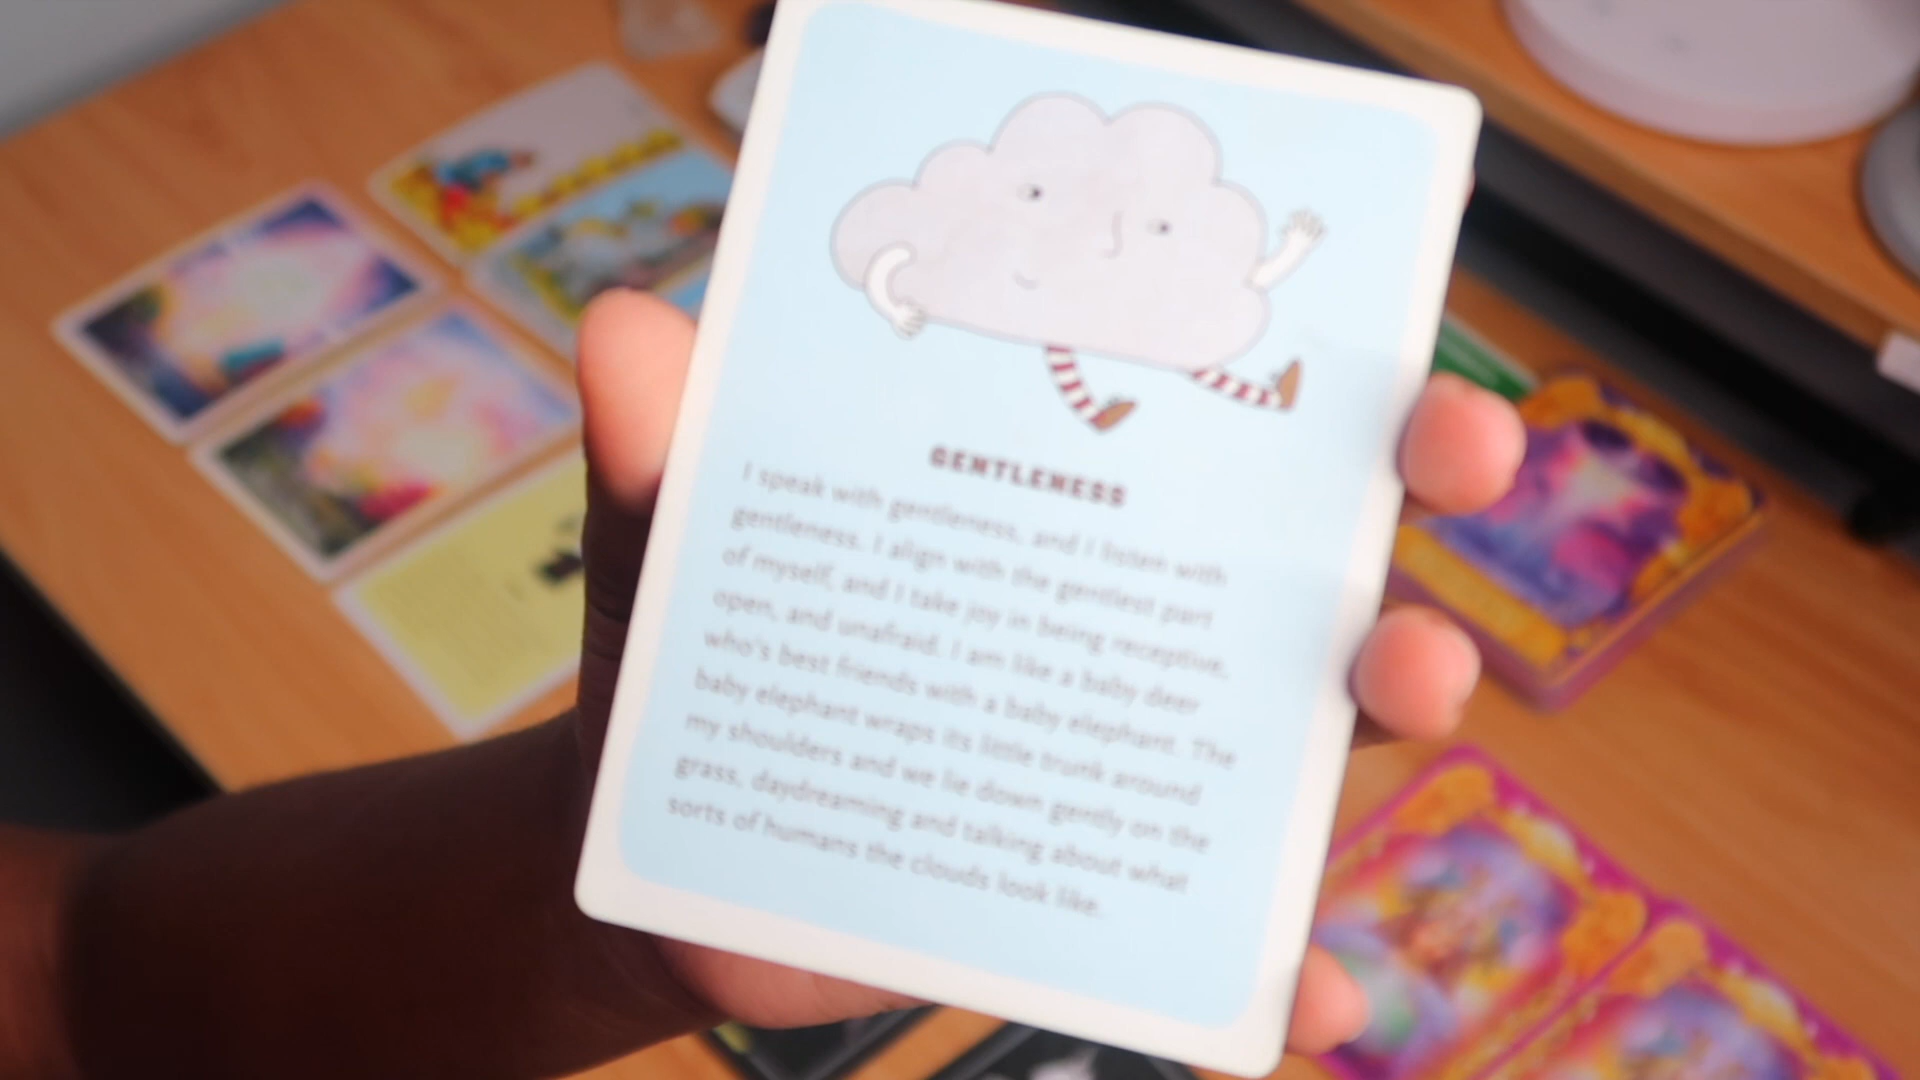 GENTLENESS
I speak with gentleness, and I listen with
gentleness. I align with the gentlest part
of myself, and I take joy in being receptive,
open, and unafraid. I am like a baby deer
who's best friends with a baby elephant. The
baby elephant wraps its little trunk around
my shoulders and we lie down gently on the
grass, daydreaming and talking about what
sorts of humans the clouds look like.